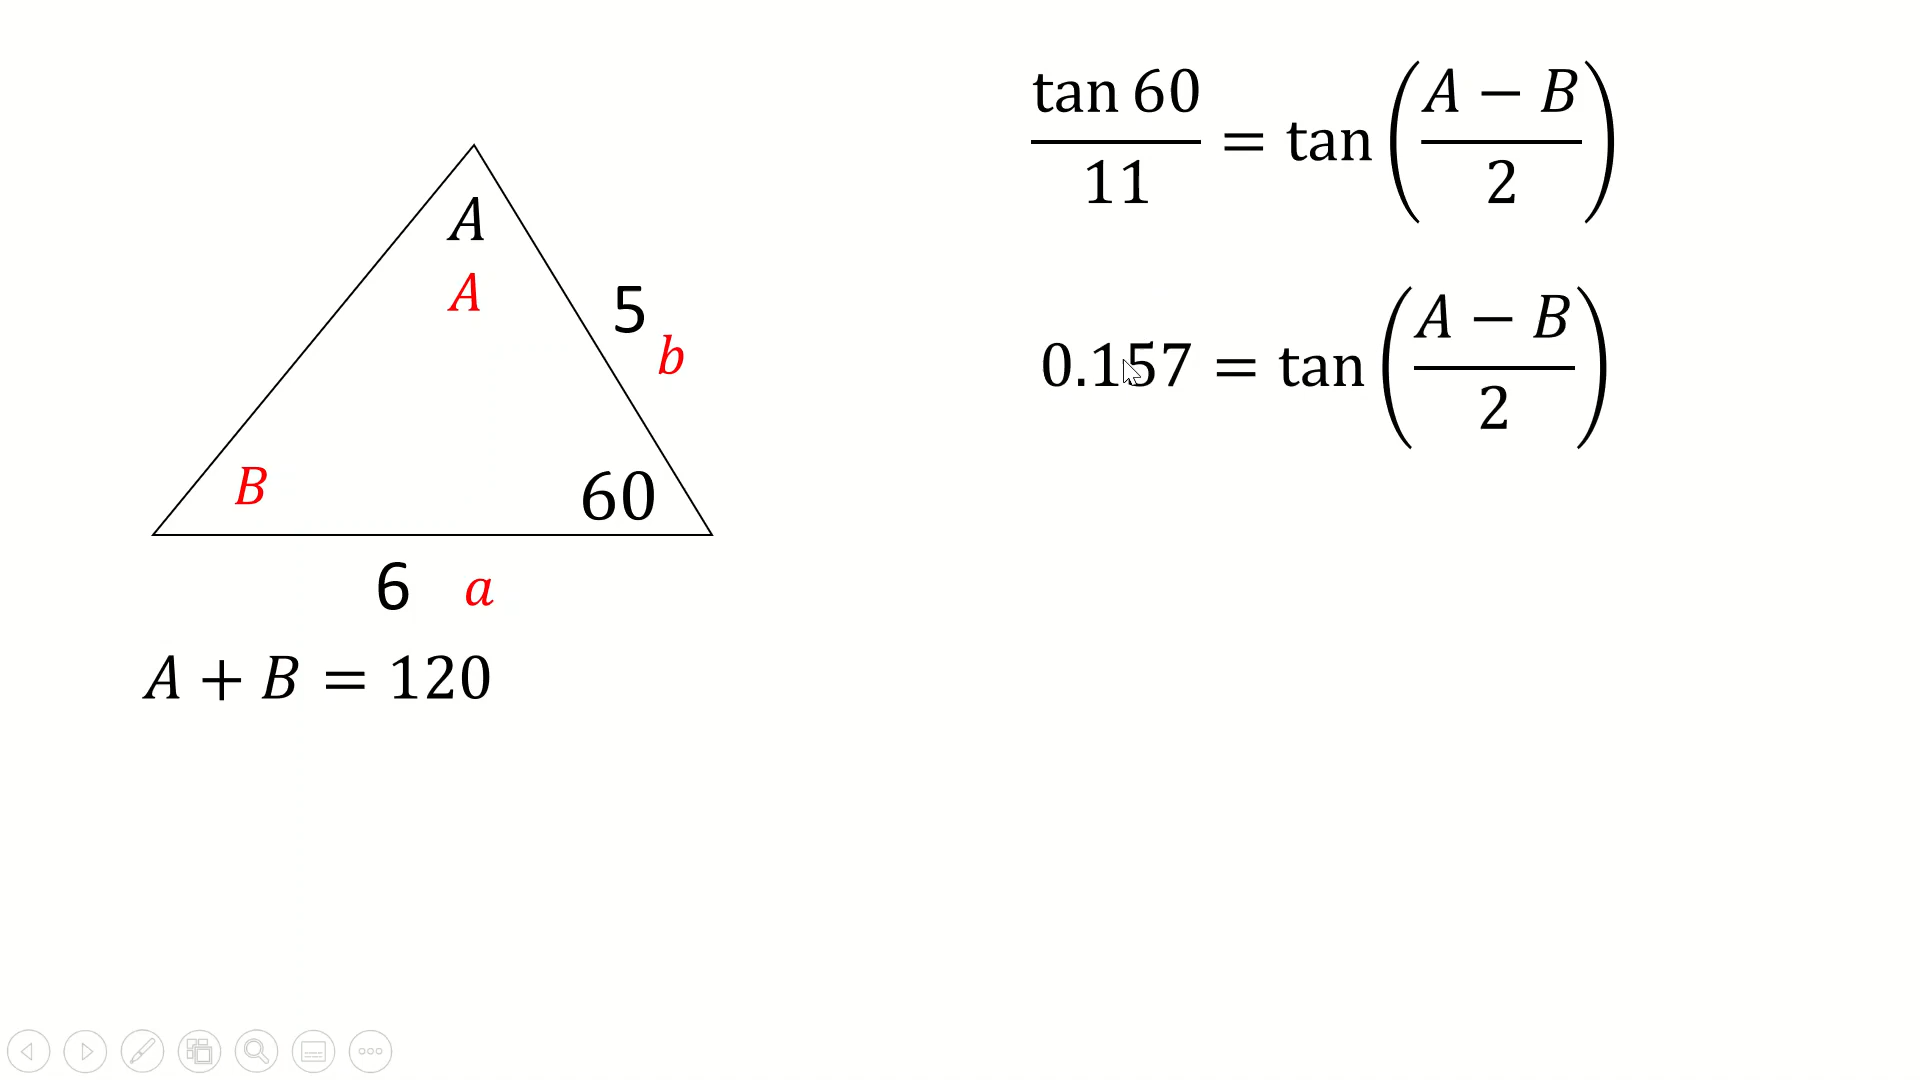 A
A
5
b
B
60
6 a
A + B = 120
tan 60 / 11 = tan((A − B) / 2)
0.157 = tan((A − B) / 2)